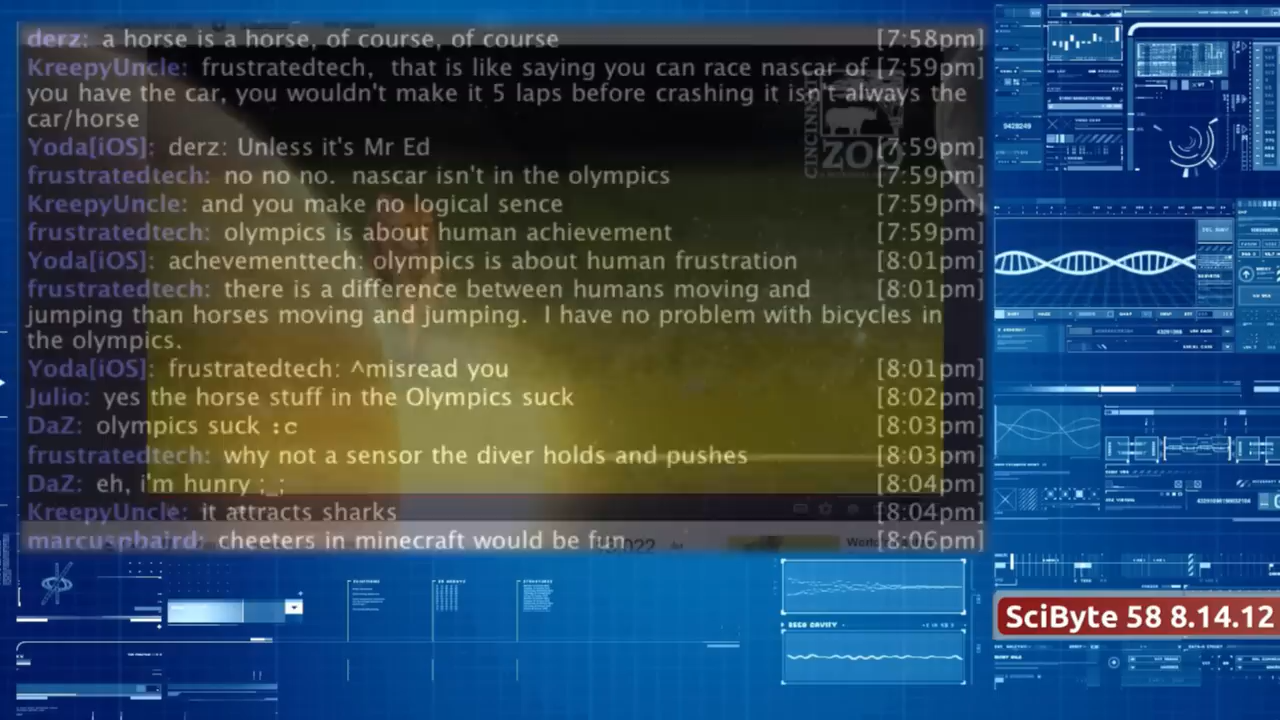 derz: a horse is a horse, of course, of course [7:58pm]
KreepyUncle: frustratedtech, that is like saying you can race nascar of [7:59pm]
you have the car, you wouldn't make it 5 laps before crashing it isn't always the
car/horse
Yoda[iOS]: derz: Unless it's Mr Ed [7:59pm]
frustratedtech: no no no. nascar isn't in the olympics [7:59pm]
KreepyUncle: and you make no logical sence [7:59pm]
frustratedtech: olympics is about human achievement [7:59pm]
Yoda[iOS]: achevementtech: olympics is about human frustration [8:01pm]
frustratedtech: there is a difference between humans moving and [8:01pm]
jumping than horses moving and jumping. I have no problem with bicycles in
the olympics.
Yoda[iOS]: frustratedtech: ^misread you [8:01pm]
Julio: yes the horse stuff in the Olympics suck [8:02pm]
DaZ: olympics suck :c [8:03pm]
frustratedtech: why not a sensor the diver holds and pushes [8:03pm]
DaZ: eh, i'm hunry ;_; [8:04pm]
KreepyUncle: it attracts sharks [8:04pm]
marcusnbaird: cheeters in minecraft would be fun [8:06pm]
ZOO
9428249
SciByte 58 8.14.12